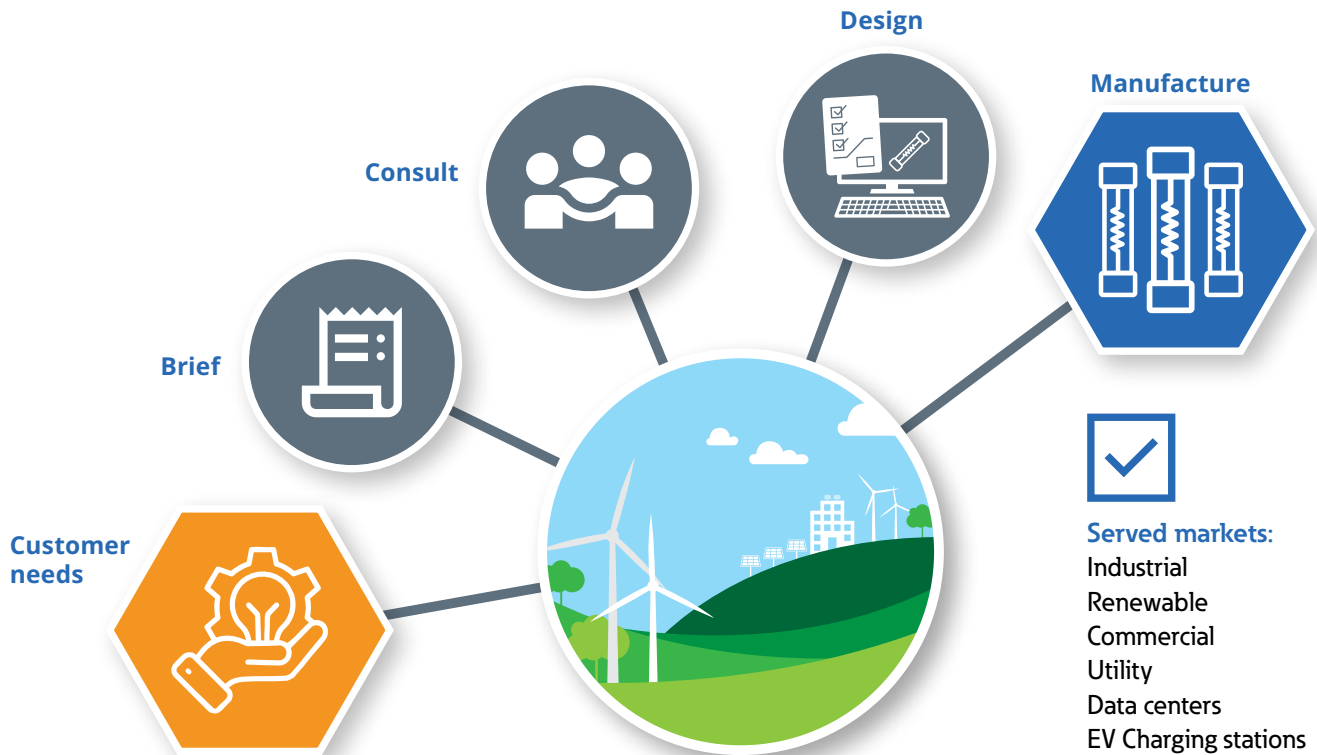 Design
Manufacture
Consult
Brief
Customer
needs
Served markets:
Industrial
Renewable
Commercial
Utility
Data centers
EV Charging stations